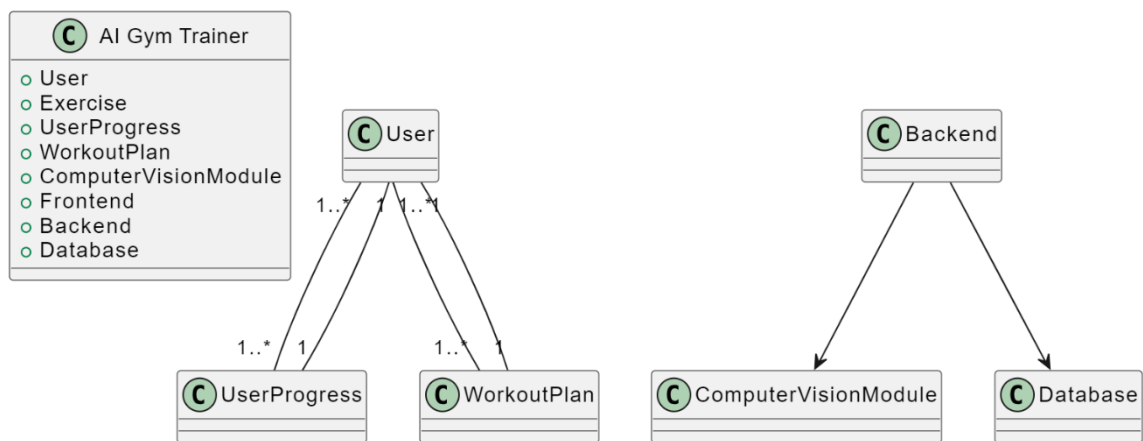 C AI Gym Trainer
User
Exercise
UserProgress
WorkoutPlan
ComputerVisionModule
Frontend
Backend
Database
C User
C Backend
1..* 1 1..* 1
1..* 1 1..* 1
C UserProgress
C WorkoutPlan
C ComputerVisionModule
C Database